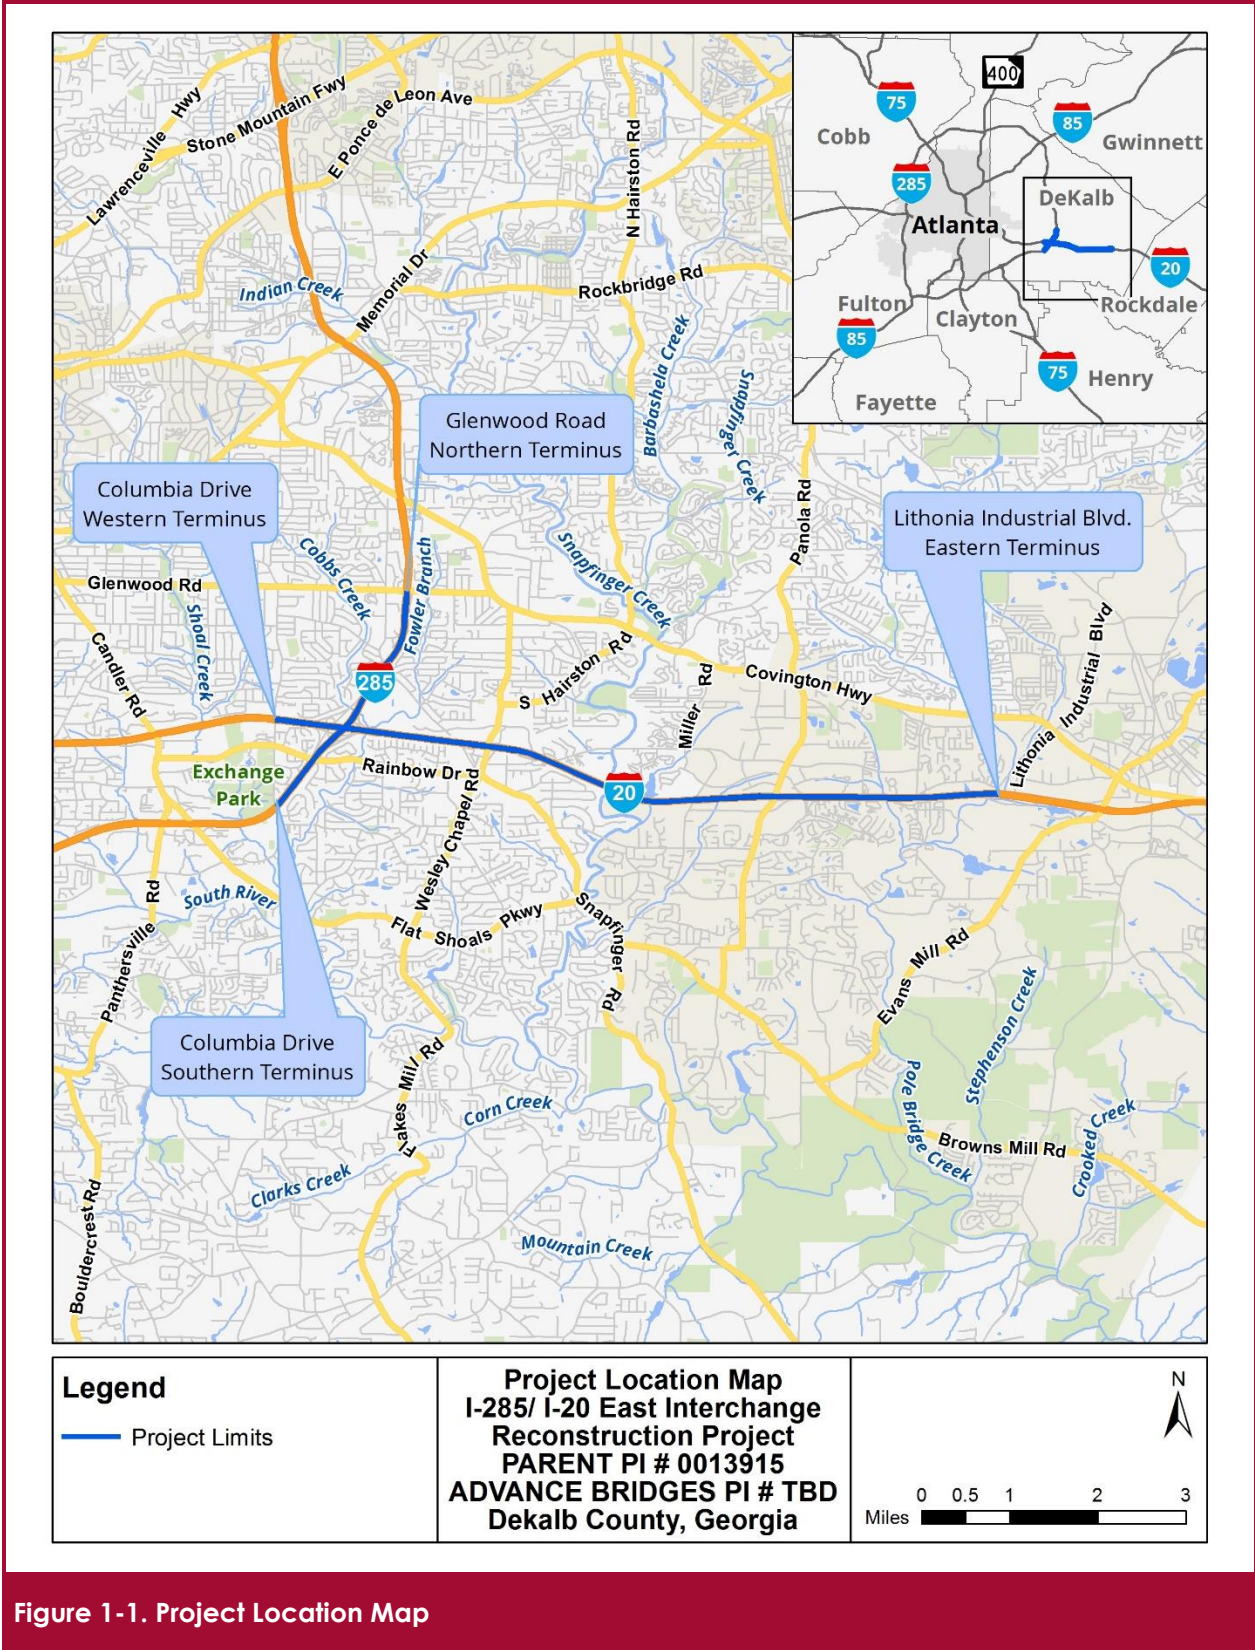 Lawrenceville Hwy
Stone Mountain Fwy
E Ponce de Leon Ave
N Hairston Rd
Indian Creek
Memorial Dr
Rockbridge Rd
Barbashela Creek
Snapfinger Creek
400
75
85
Cobb
Gwinnett
285
DeKalb
Atlanta
20
Fulton
Clayton
Rockdale
85
75
Henry
Fayette
Glenwood Road
Northern Terminus
Columbia Drive
Western Terminus
Lithonia Industrial Blvd.
Eastern Terminus
Panola Rd
Cobbs Creek
Fowler Branch
Snapfinger Creek
Glenwood Rd
Shoal Creek
Candler Rd
285
S Hairston Rd
Miller Rd
Covington Hwy
Lithonia Industrial Blvd
Exchange
Park
Rainbow Dr
20
Wesley Chapel Rd
South River
Flat Shoals Pkwy
Snapfinger Rd
Panthersville Rd
Evans Mill Rd
Stephenson Creek
Columbia Drive
Southern Terminus
Flakes Mill Rd
Corn Creek
Pole Bridge Creek
Browns Mill Rd
Crooked Creek
Clarks Creek
Bouldercrest Rd
Mountain Creek
Legend
Project Limits
Project Location Map
I-285/ I-20 East Interchange
Reconstruction Project
PARENT PI # 0013915
ADVANCE BRIDGES PI # TBD
Dekalb County, Georgia
N
0 0.5 1 2 3
Miles
Figure 1-1. Project Location Map